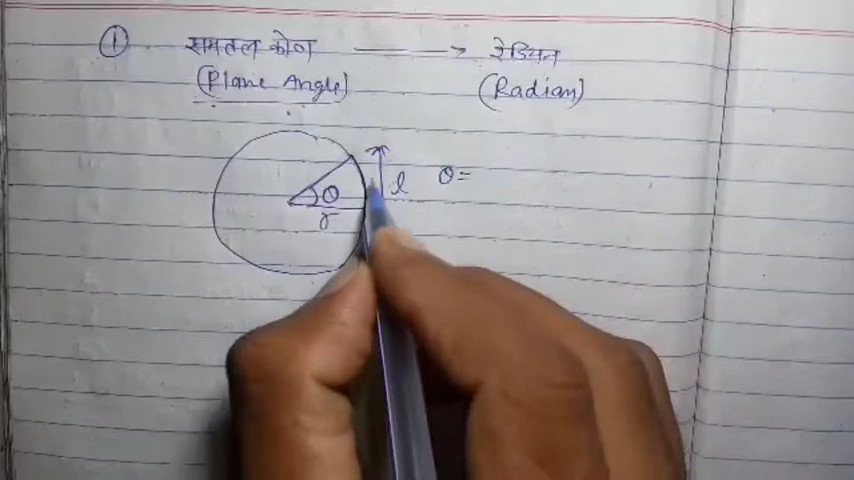 ① समतल कोण → रेडियन
(Plane Angle) (Radian)
θ l θ=
r